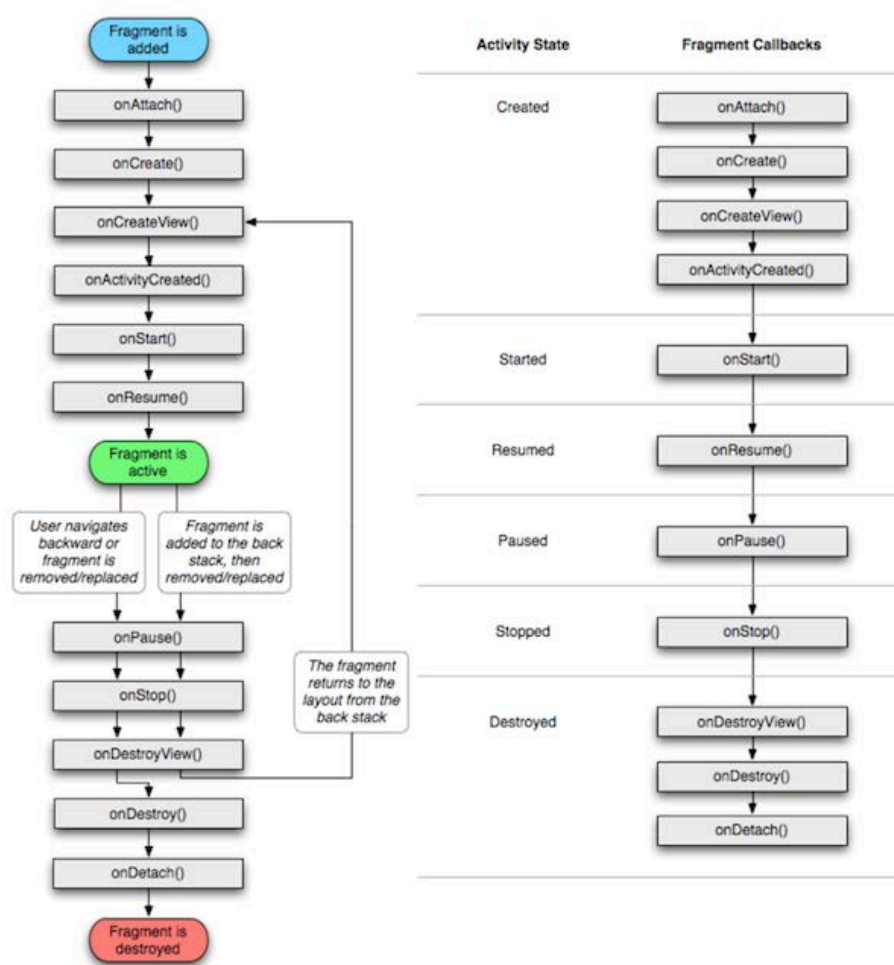 Fragment is
added
onAttach()
onCreate()
onCreateView()
onActivityCreated()
onStart()
onResume()
Fragment is
active
User navigates
backward or
fragment is
removed/replaced
Fragment is
added to the back
stack, then
removed/replaced
onPause()
onStop()
onDestroyView()
The fragment
returns to the
layout from the
back stack
onDestroy()
onDetach()
Fragment is
destroyed
Activity State
Fragment Callbacks
Created
onAttach()
onCreate()
onCreateView()
onActivityCreated()
Started
onStart()
Resumed
onResume()
Paused
onPause()
Stopped
onStop()
Destroyed
onDestroyView()
onDestroy()
onDetach()